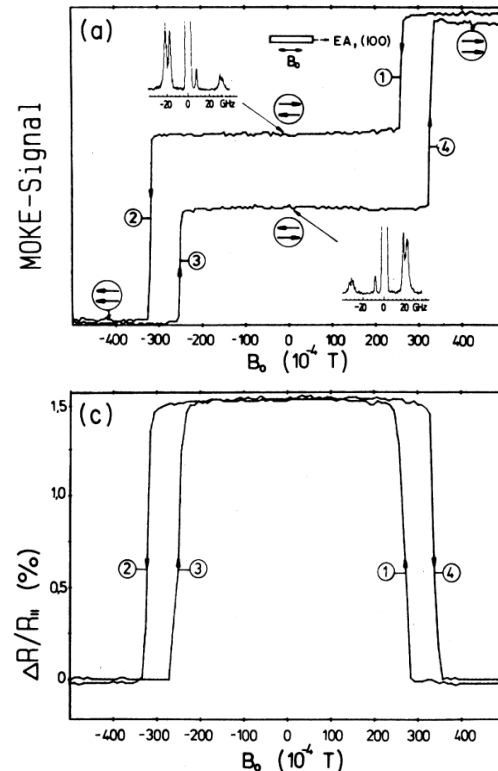 (a)
EA, (100)
B₀
-20 0 20 GHz
①
②
③
④
-20 0 20 GHz
MOKE-Signal
-400 -300 -200 -100 0 100 200 300 400
B₀ (10⁻⁴ T)
(c)
1,5
1,0
0,5
0
②
③
①
④
ΔR/R∥ (%)
-400 -300 -200 -100 0 100 200 300 400
B₀ (10⁻⁴ T)